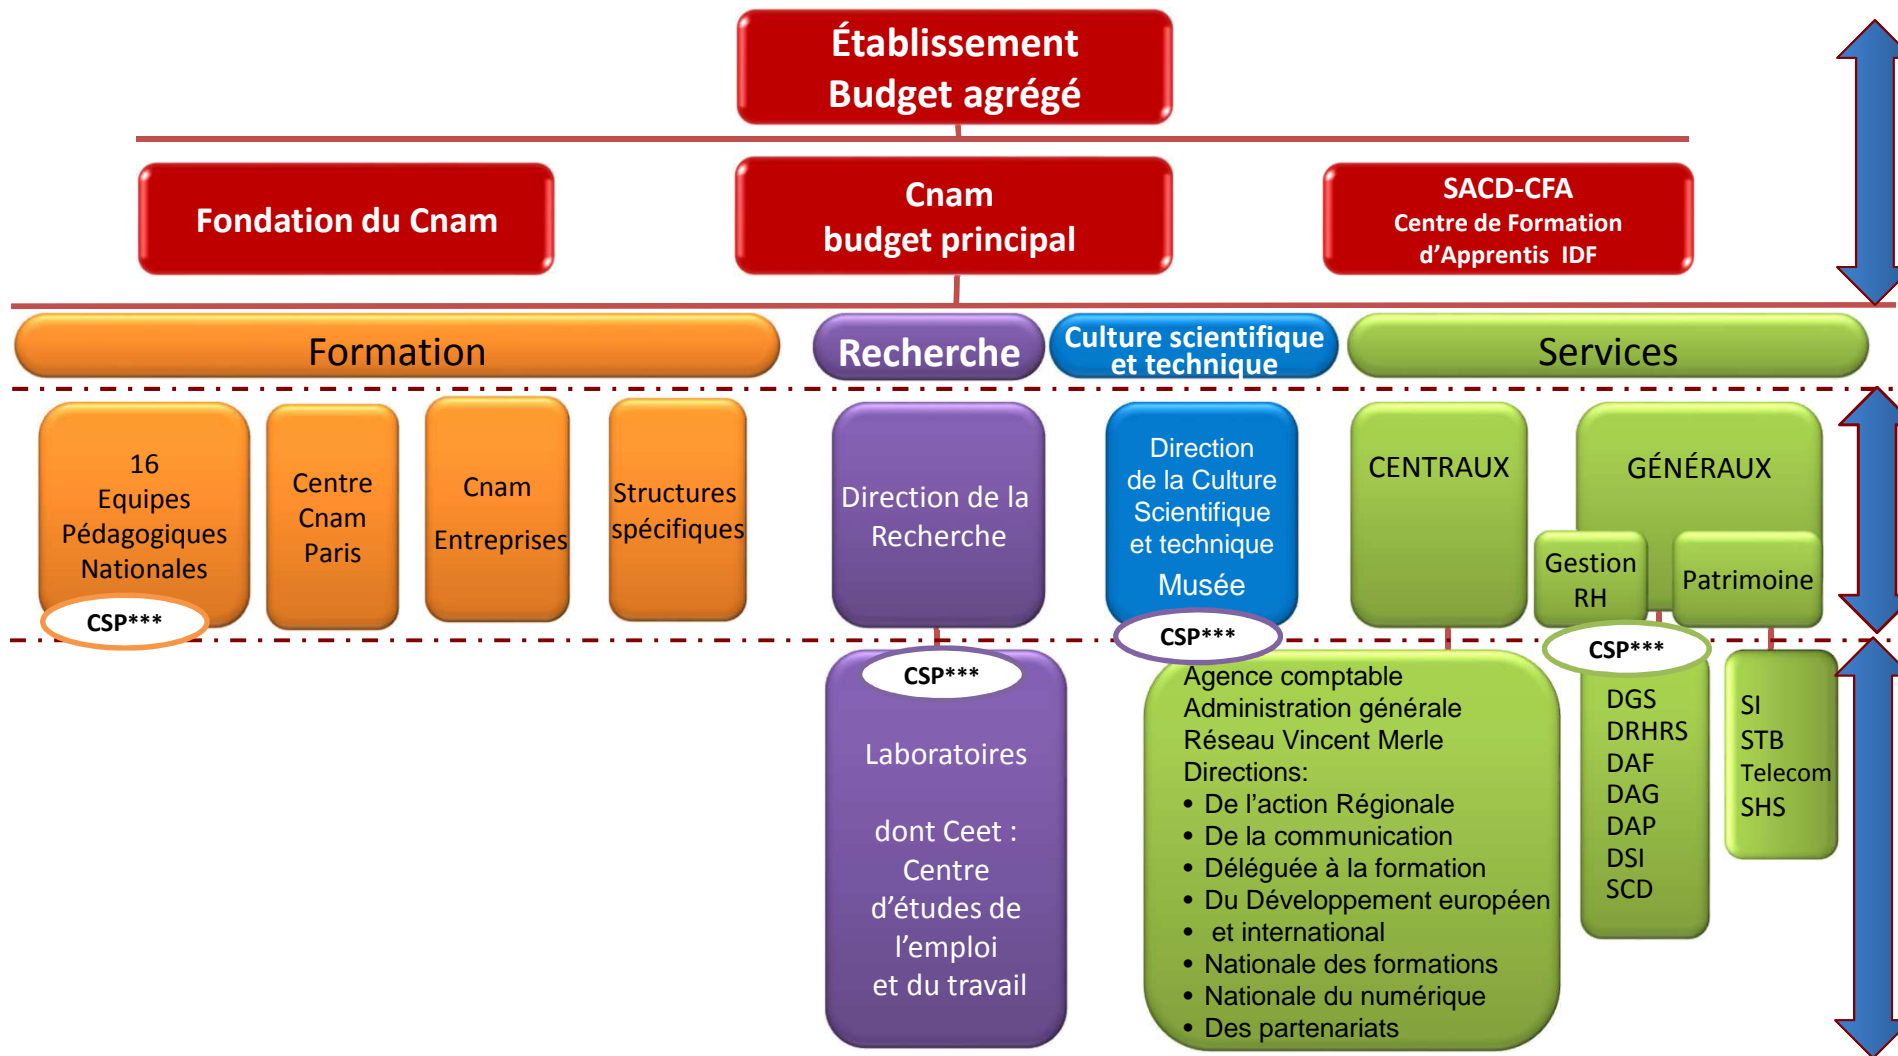 Établissement
Budget agrégé
Fondation du Cnam
Cnam
budget principal
SACD-CFA
Centre de Formation
d'Apprentis IDF
Formation
Recherche
Culture scientifique
et technique
Services
16
Equipes
Pédagogiques
Nationales
CSP***
Centre
Cnam
Paris
Cnam
Entreprises
Structures
spécifiques
Direction de la
Recherche
Direction
de la Culture
Scientifique
et technique
Musée
CSP***
CENTRAUX
GÉNÉRAUX
Gestion
RH
Patrimoine
CSP***
CSP***
Laboratoires
dont Ceet :
Centre
d'études de
l'emploi
et du travail
Agence comptable
Administration générale
Réseau Vincent Merle
Directions:
• De l'action Régionale
• De la communication
• Déléguée à la formation
• Du Développement européen
• et international
• Nationale des formations
• Nationale du numérique
• Des partenariats
DGS
DRHRS
DAF
DAG
DAP
DSI
SCD
SI
STB
Telecom
SHS